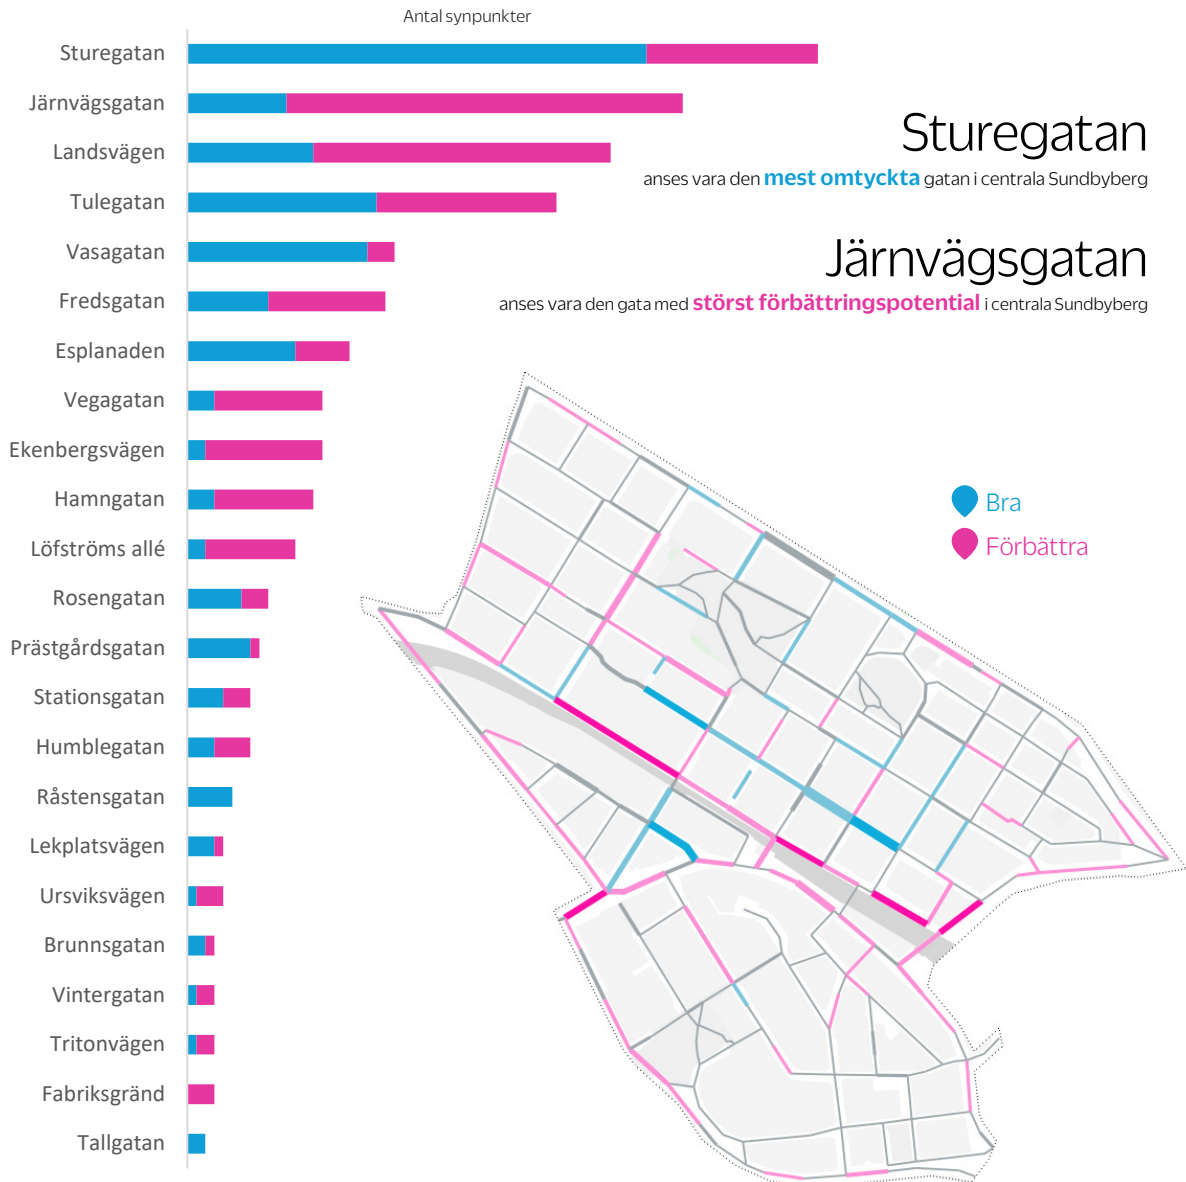 Antal synpunkter
Sturegatan
Järnvägsgatan
Landsvägen
Tulegatan
Vasagatan
Fredsgatan
Esplanaden
Vegagatan
Ekenbergsvägen
Hamngatan
Löfströms allé
Rosengatan
Prästgårdsgatan
Stationsgatan
Humblegatan
Råstensgatan
Lekplatsvägen
Ursviksvägen
Brunnsgatan
Vintergatan
Tritonvägen
Fabriksgränd
Tallgatan
Sturegatan
anses vara den mest omtyckta gatan i centrala Sundbyberg
Järnvägsgatan
anses vara den gata med störst förbättringspotential i centrala Sundbyberg
Bra
Förbättra